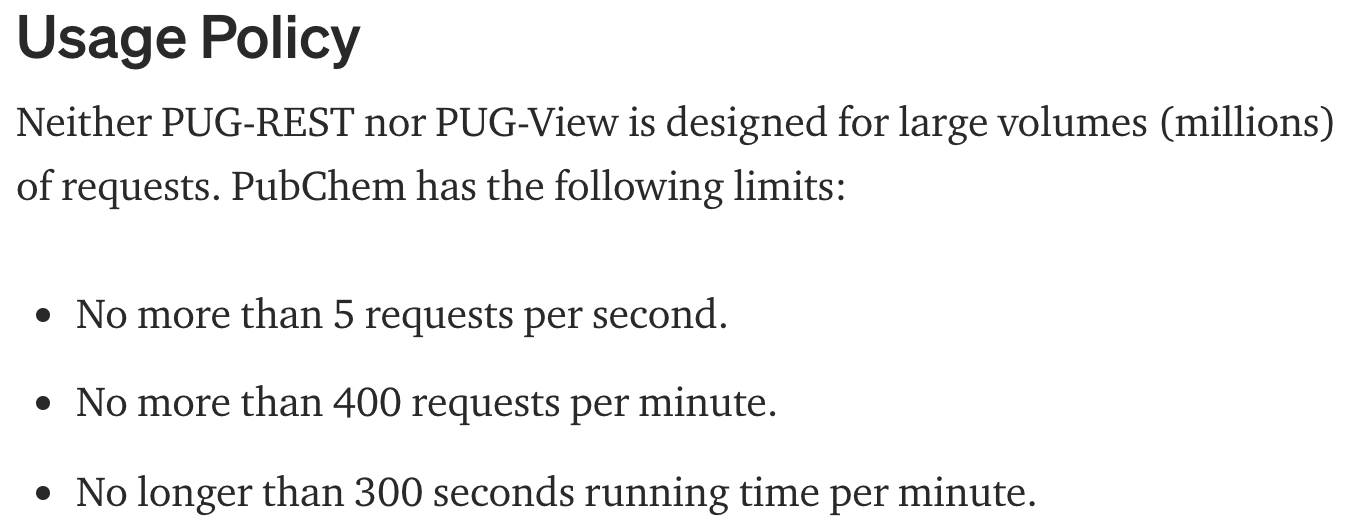 Usage Policy
Neither PUG-REST nor PUG-View is designed for large volumes (millions)
of requests. PubChem has the following limits:
• No more than 5 requests per second.
• No more than 400 requests per minute.
• No longer than 300 seconds running time per minute.